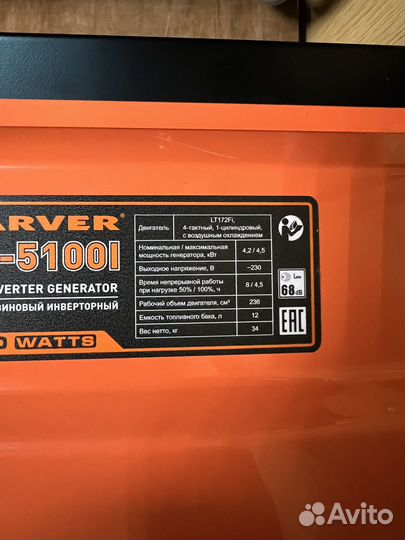 ARVER®
-5100I
VERTER GENERATOR
ЗИНОВЫЙ ИНВЕРТОРНЫЙ
WATTS
Двигатель LT172Fi, 4-тактный, 1-цилиндровый, с воздушным охлаждением
Номинальная / максимальная мощность генератора, кВт 4,2 / 4,5
Выходное напряжение, В ~230
Время непрерывной работы при нагрузке 50% / 100%, ч 8 / 4,5
Рабочий объем двигателя, см³ 236
Емкость топливного бака, л 12
Вес нетто, кг 34
68 dB
EAC
Avito